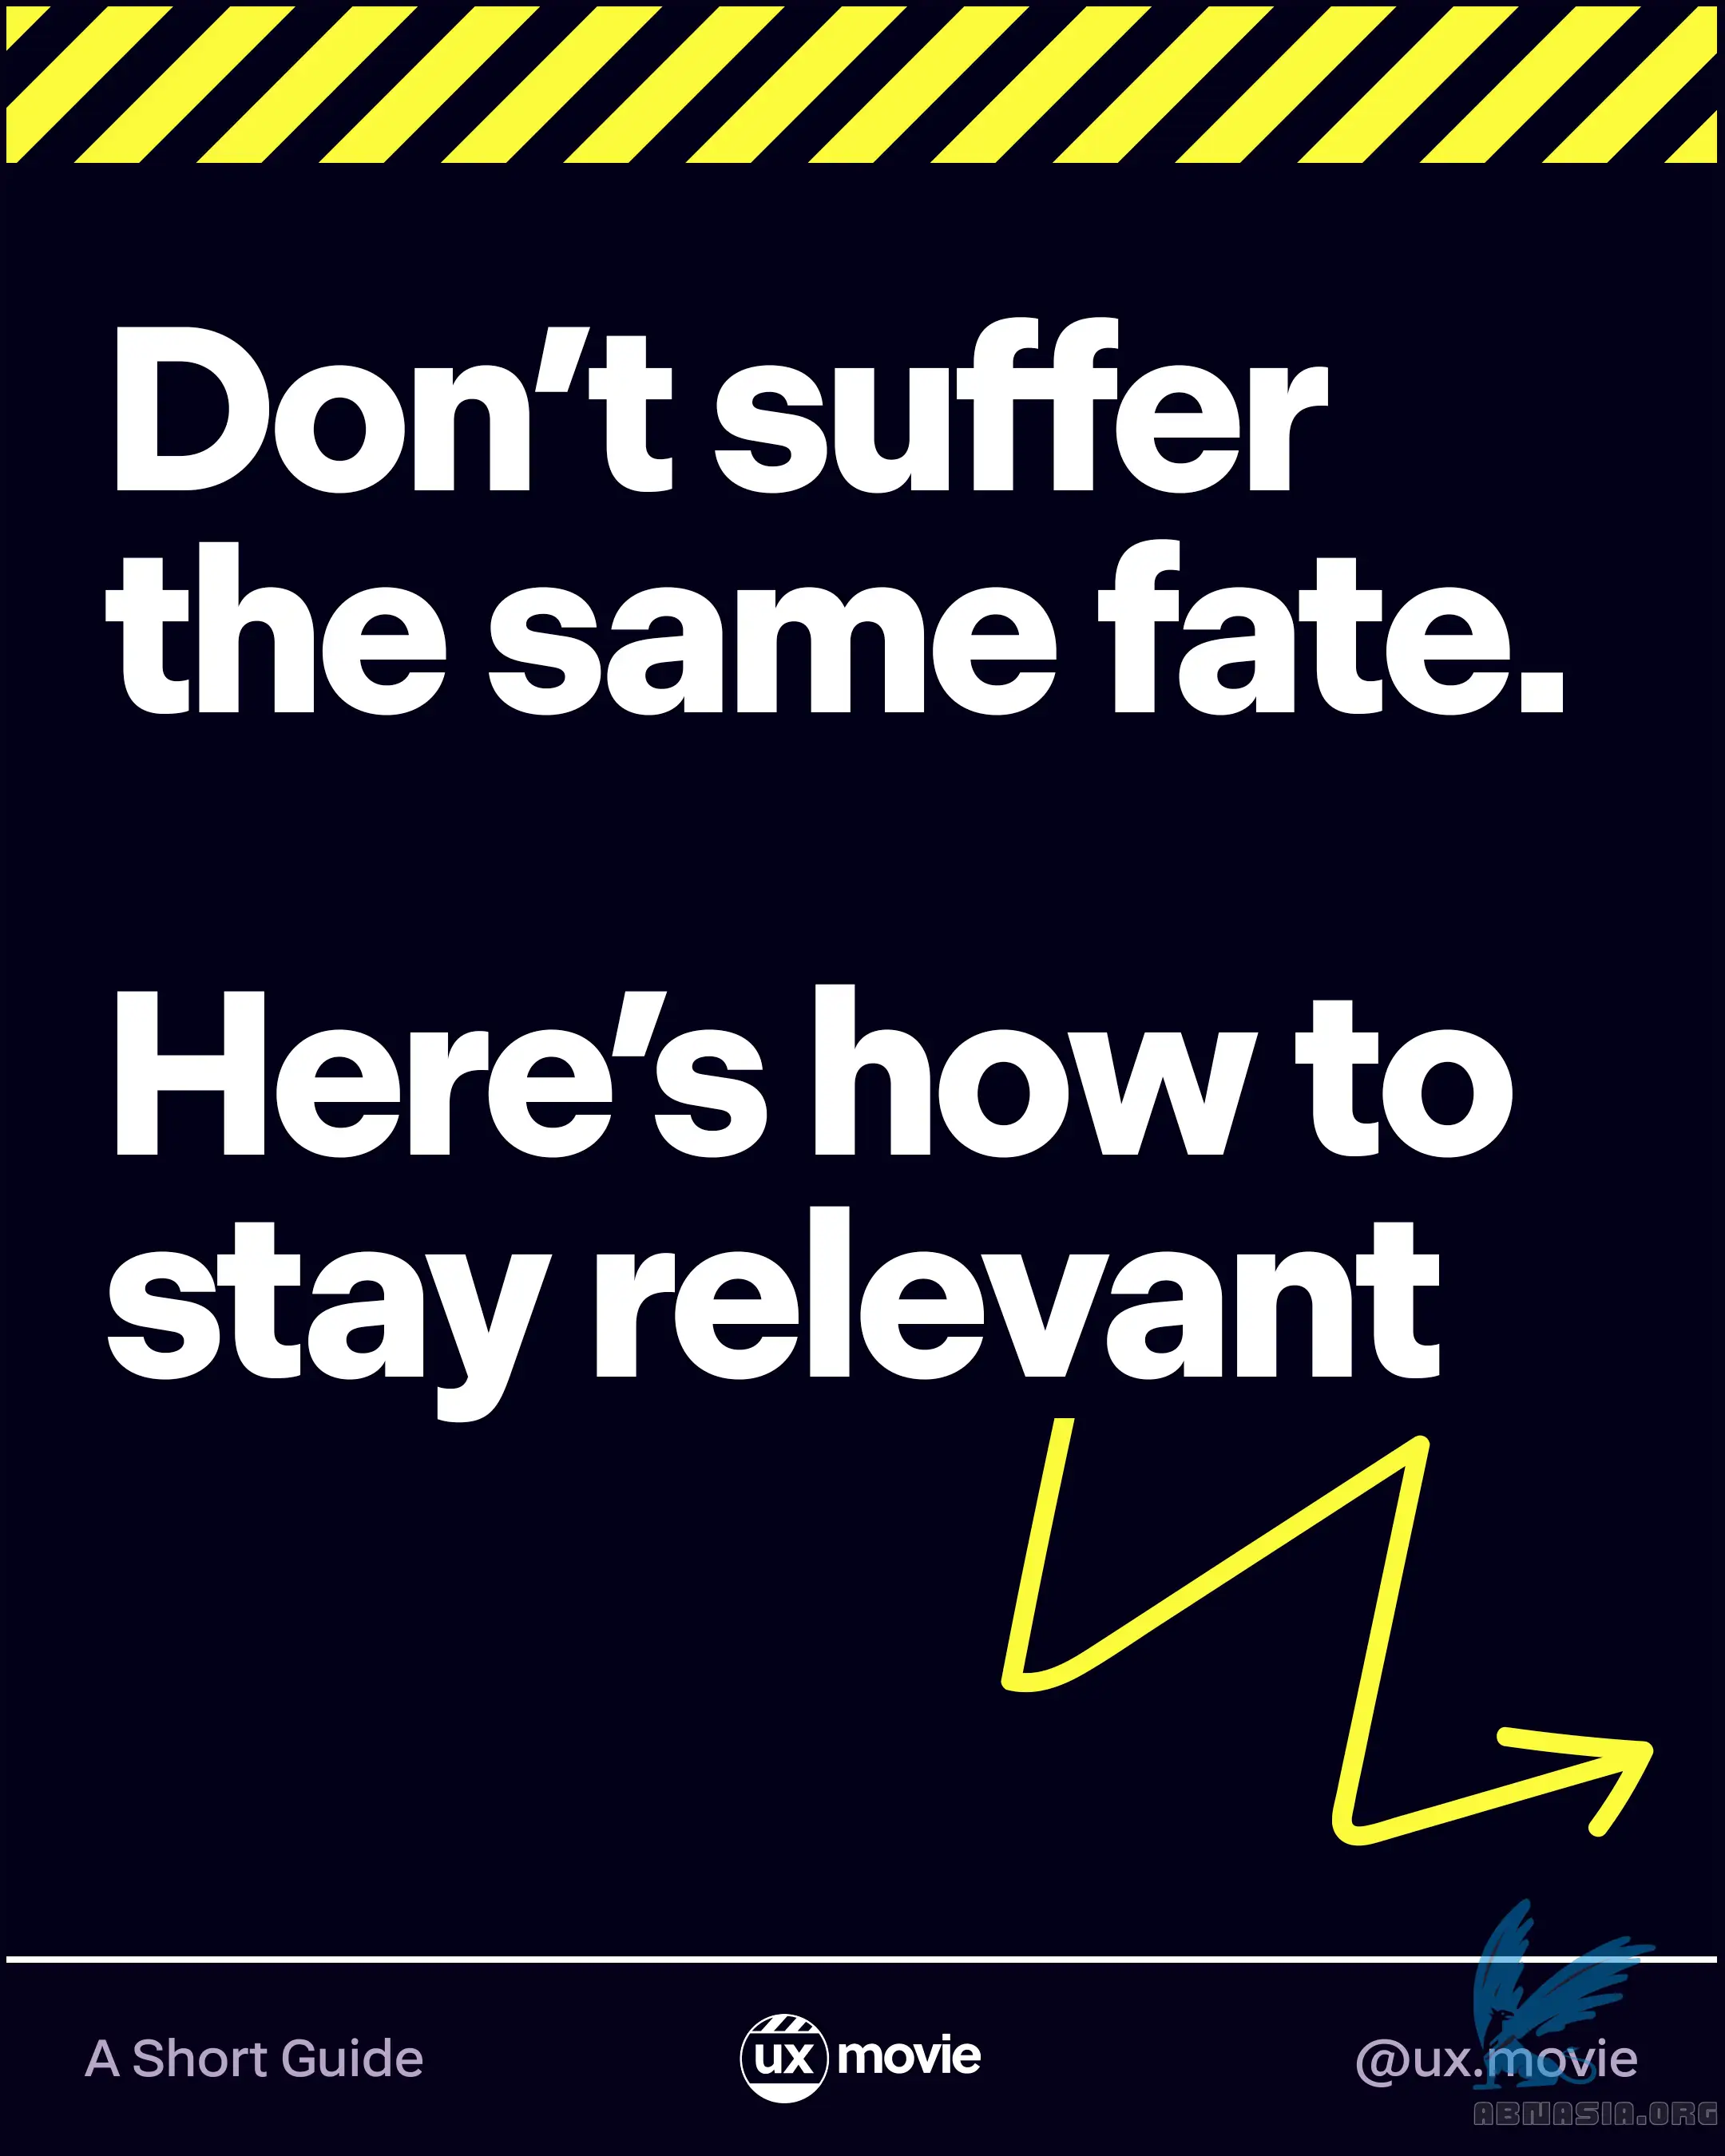 Don’t suffer
the same fate.
Here’s how to
stay relevant
A Short Guide
ux movie
@ux.movie
ABNASIA.ORG